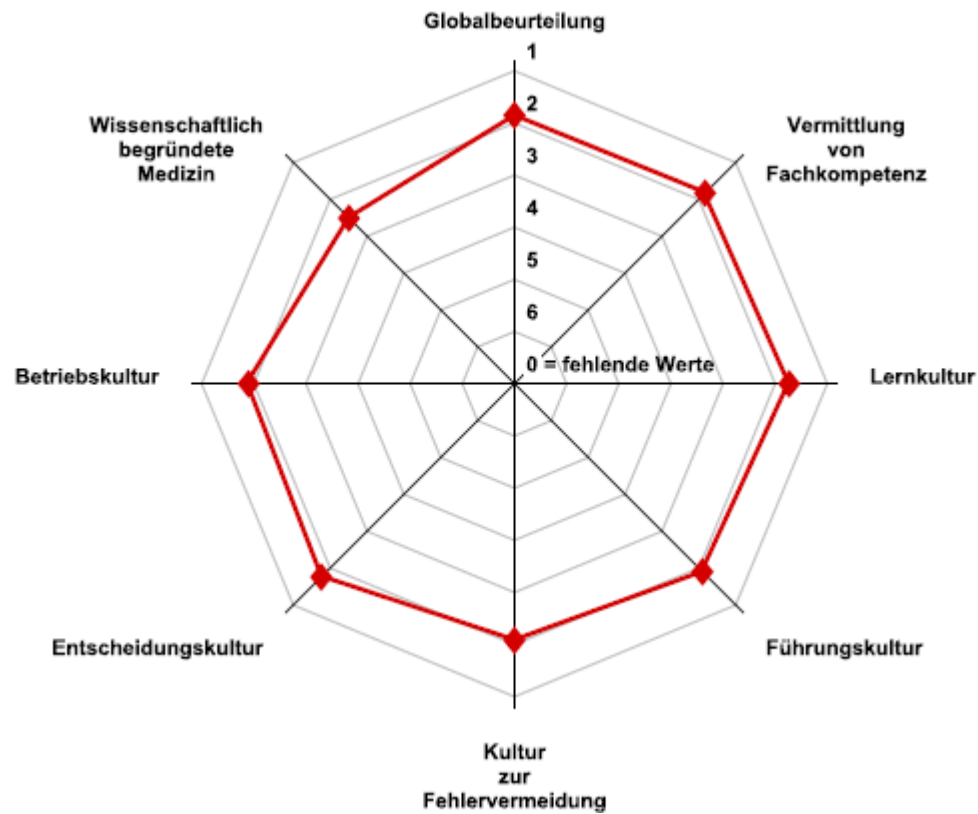 Globalbeurteilung
1
2
3
4
5
6
0 = fehlende Werte
Vermittlung
von
Fachkompetenz
Lernkultur
Führungskultur
Kultur
zur
Fehlervermeidung
Entscheidungskultur
Betriebskultur
Wissenschaftlich
begründete
Medizin